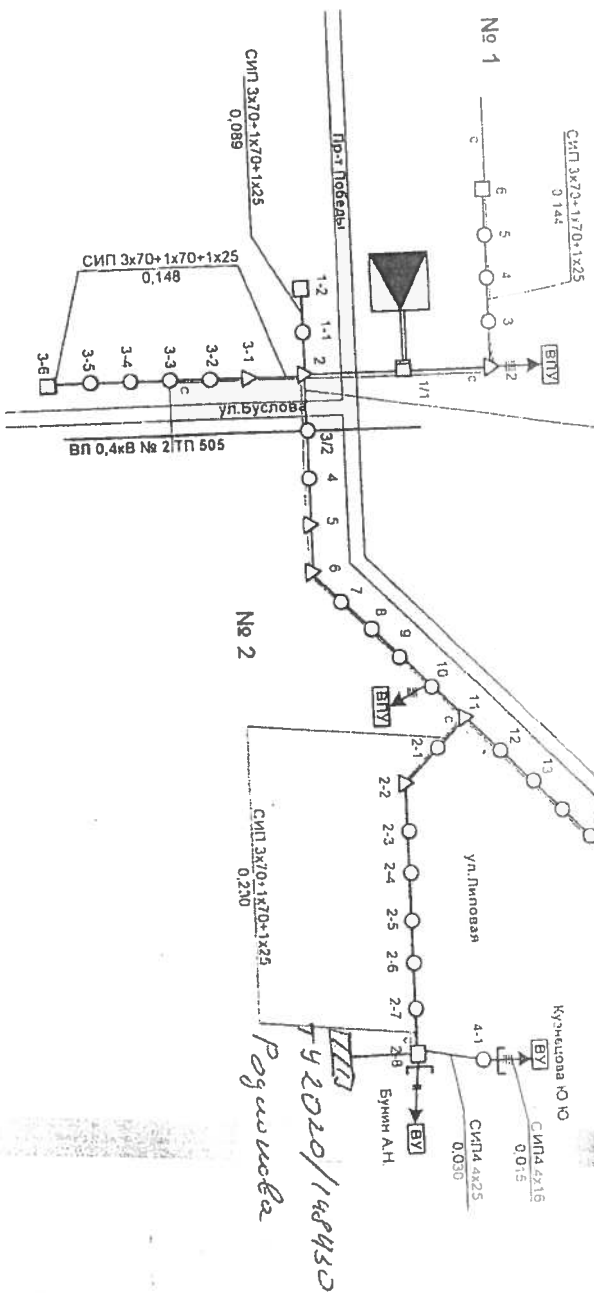 № 1
СИП 3х70+1х70+1х25
0,144
с
6
5
4
3
2
ВПУ
с
1/1
Пр-т Победы
СИП 3х70+1х70+1х25
0,089
1-2
1-1
2
СИП 3х70+1х70+1х25
0,148
3-6
3-5
3-4
3-3
3-2
3-1
с
ул.Буслова
ВЛ 0,4кВ № 2 ТП 505
3/2
4
5
6
7
8
9
10
11
12
13
№ 2
ВПУ
с
2-1
2-2
2-3
2-4
2-5
2-6
2-7
2-8
ул.Липовая
СИП 3х70+1х70+1х25
0,230
4-1
ВУ
Кузнецова Ю Ю
СИП4 4х16
0,015
СИП4 4х25
0,030
ВУ
Бунин А.Н.
ТУ 2020/148430
Родионова